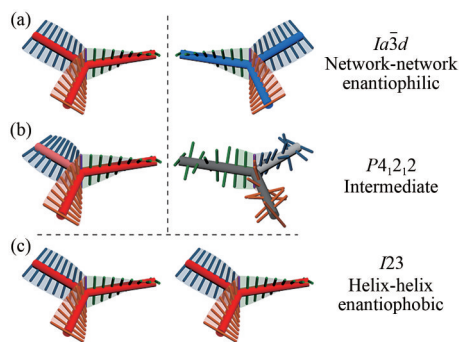 (a)
Ia3̅d
Network-network
enantiophilic
(b)
P4₁2₁2
Intermediate
(c)
I23
Helix-helix
enantiophobic